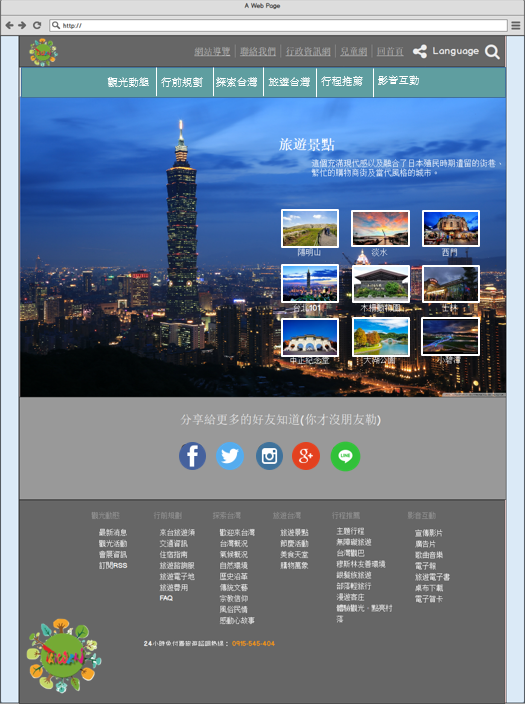 A Web Page
http://
網站導覽 聯絡我們 行政資訊網 兒童網 回首頁 Language
觀光動態 行前規劃 探索台灣 旅遊台灣 行程推薦 影音互動
旅遊景點
這個充滿現代感以及融合了日本殖民時期遺留的街巷，
繁忙的購物商街及當代風格的城市。
陽明山 淡水 西門
台北101 木柵動物園 士林
中正紀念堂 大湖公園 小碧潭
分享給更多的好友知道(你才沒朋友勒)
觀光動態 行前規劃 探索台灣 旅遊台灣 行程推薦 影音互動
最新消息
觀光活動
會展資訊
訂閱RSS
來台旅遊須
交通資訊
住宿指南
旅遊諮詢服
旅遊電子地
旅遊費用
FAQ
歡迎來台灣
台灣概況
氣候概況
自然環境
歷史沿革
傳統文藝
宗教信仰
風俗民情
感動心故事
旅遊景點
節慶活動
美食天堂
購物萬象
主題行程
無障礙旅遊
台灣觀巴
穆斯林友善環境
銀髮族旅遊
部落輕旅行
漫遊客庄
體驗觀光．點亮村
落
宣傳影片
廣告片
歌曲音樂
電子報
旅遊電子書
桌布下載
電子賀卡
24小時免付費旅遊諮詢熱線： 0915-545-404